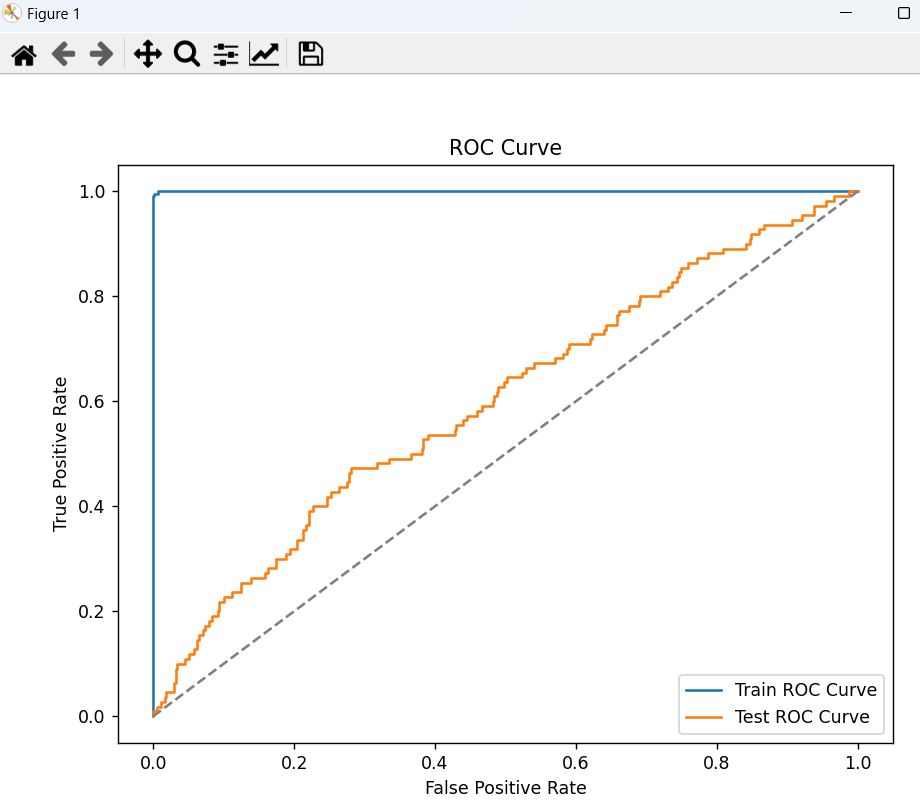 Figure 1
ROC Curve
1.0
0.8
0.6
0.4
0.2
0.0
True Positive Rate
Train ROC Curve
Test ROC Curve
0.0 0.2 0.4 0.6 0.8 1.0
False Positive Rate